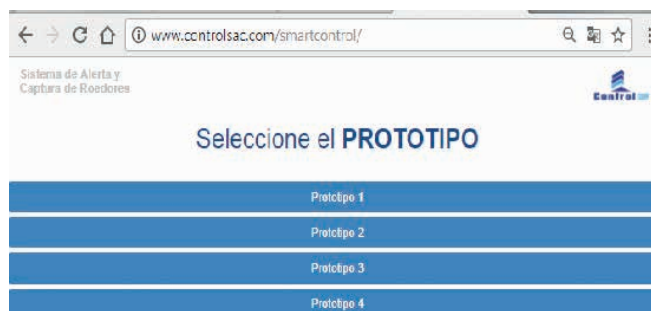 www.controlsac.com/smartcontrol/
Sistema de Alerta y
Captura de Roedores
Control
Seleccione el PROTOTIPO
Prototipo 1
Prototipo 2
Prototipo 3
Prototipo 4